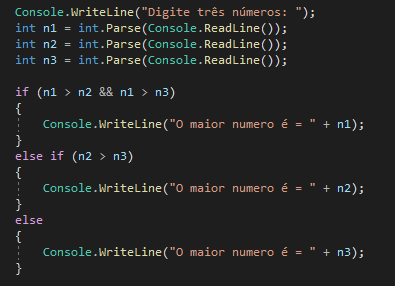 Console.WriteLine("Digite três números: ");
int n1 = int.Parse(Console.ReadLine());
int n2 = int.Parse(Console.ReadLine());
int n3 = int.Parse(Console.ReadLine());
if (n1 > n2 && n1 > n3)
{
Console.WriteLine("O maior numero é = " + n1);
}
else if (n2 > n3)
{
Console.WriteLine("O maior numero é = " + n2);
}
else
{
Console.WriteLine("O maior numero é = " + n3);
}